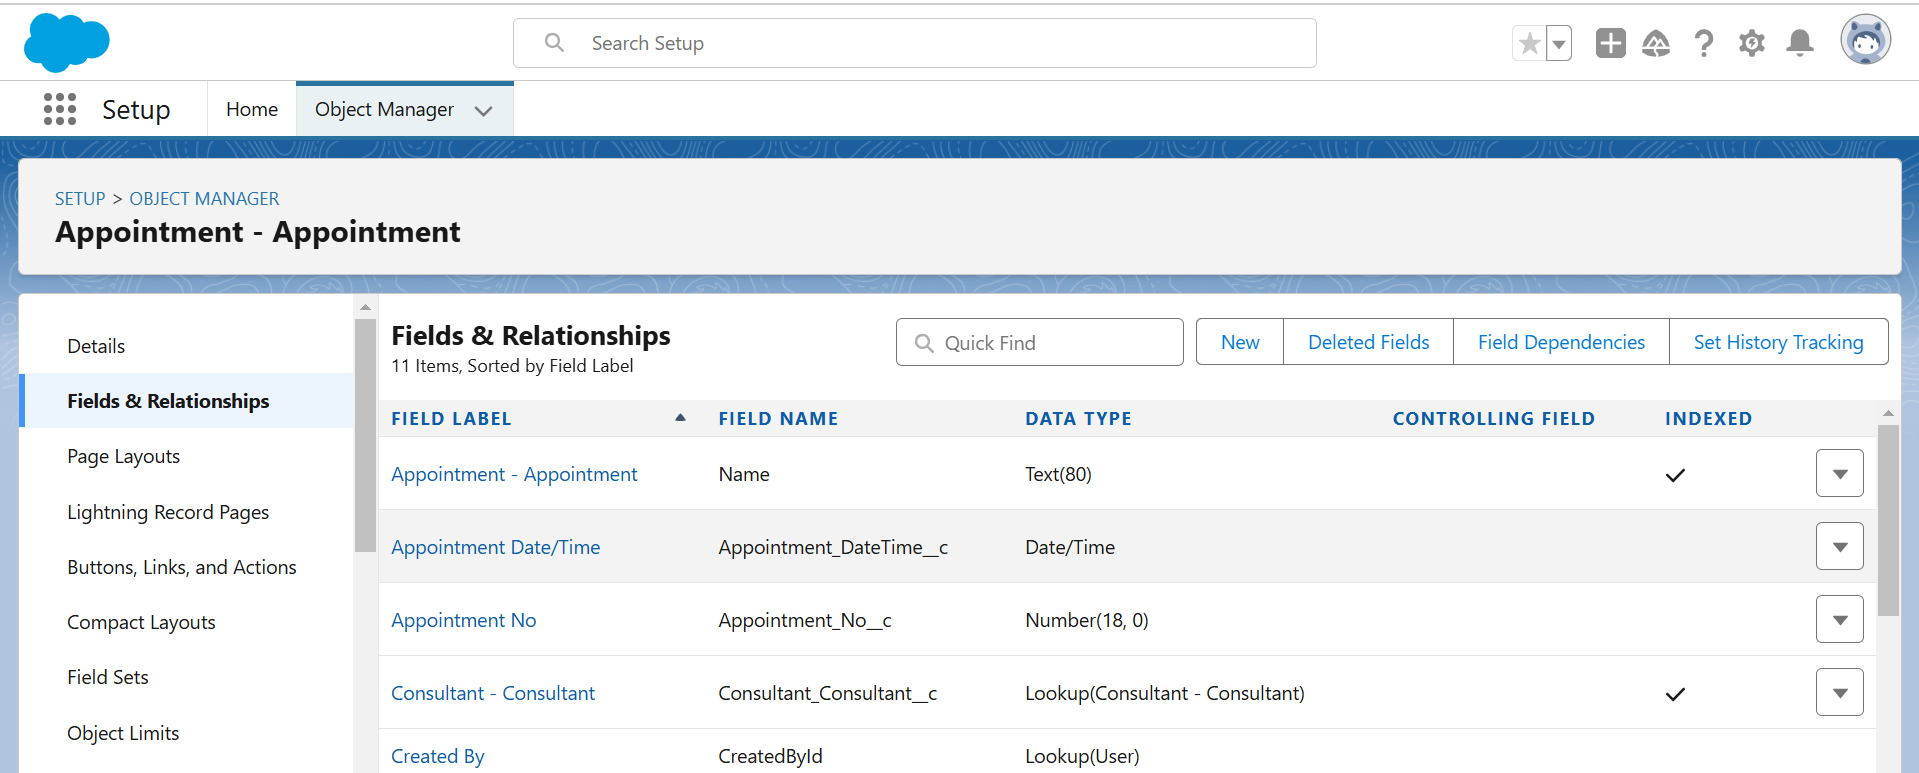 Search Setup
Setup
Home
Object Manager
SETUP > OBJECT MANAGER
Appointment - Appointment
Details
Fields & Relationships
Page Layouts
Lightning Record Pages
Buttons, Links, and Actions
Compact Layouts
Field Sets
Object Limits
Fields & Relationships
11 Items, Sorted by Field Label
Quick Find
New
Deleted Fields
Field Dependencies
Set History Tracking
FIELD LABEL FIELD NAME DATA TYPE CONTROLLING FIELD INDEXED
Appointment - Appointment Name Text(80)
Appointment Date/Time Appointment_DateTime__c Date/Time
Appointment No Appointment_No__c Number(18, 0)
Consultant - Consultant Consultant_Consultant__c Lookup(Consultant - Consultant)
Created By CreatedById Lookup(User)